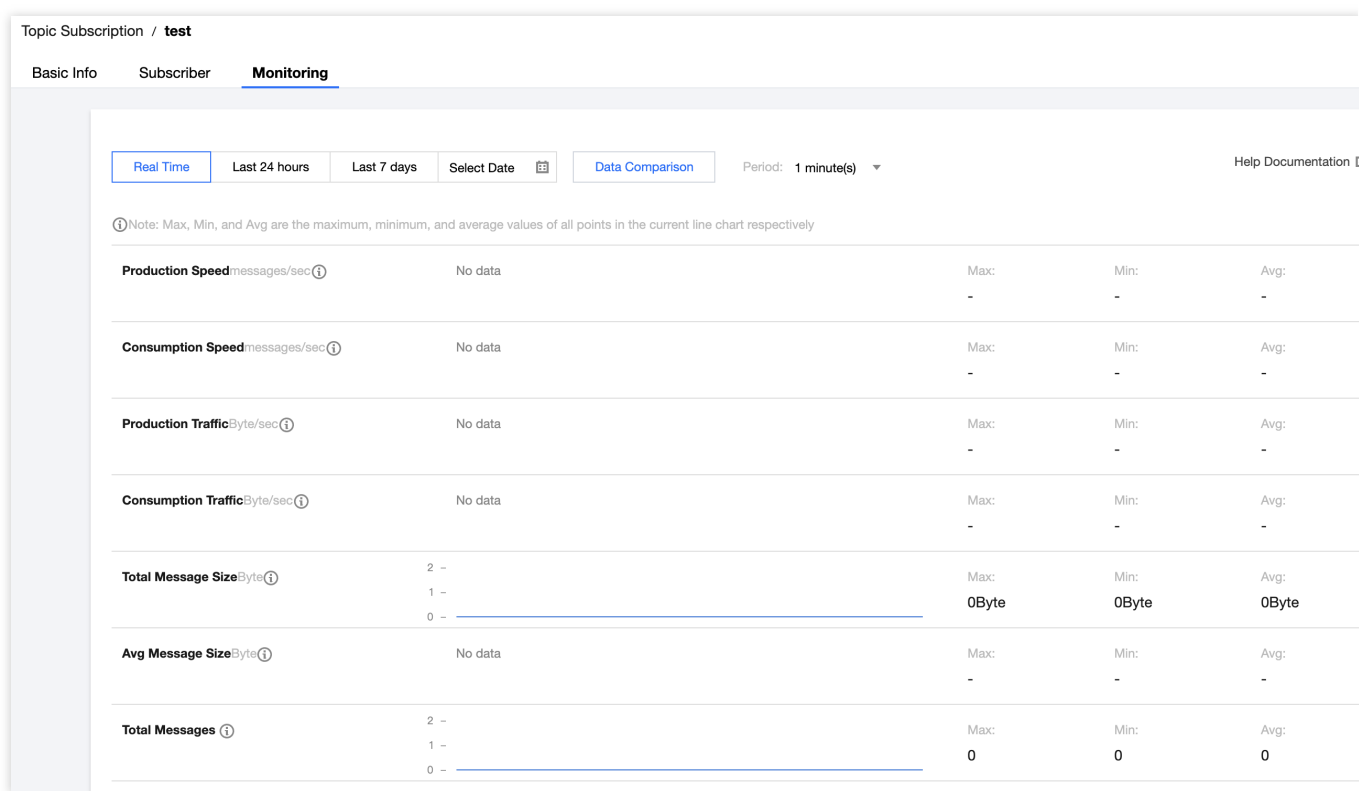 Topic Subscription / test
Basic Info Subscriber Monitoring
Real Time Last 24 hours Last 7 days Select Date Data Comparison Period: 1 minute(s) Help Documentation
Note: Max, Min, and Avg are the maximum, minimum, and average values of all points in the current line chart respectively
Production Speedmessages/sec No data Max: Min: Avg:
- - -
Consumption Speedmessages/sec No data Max: Min: Avg:
- - -
Production TrafficByte/sec No data Max: Min: Avg:
- - -
Consumption TrafficByte/sec No data Max: Min: Avg:
- - -
2
Total Message SizeByte Max: Min: Avg:
1
0Byte 0Byte 0Byte
0
Avg Message SizeByte No data Max: Min: Avg:
- - -
2
Total Messages Max: Min: Avg:
1
0 0 0
0